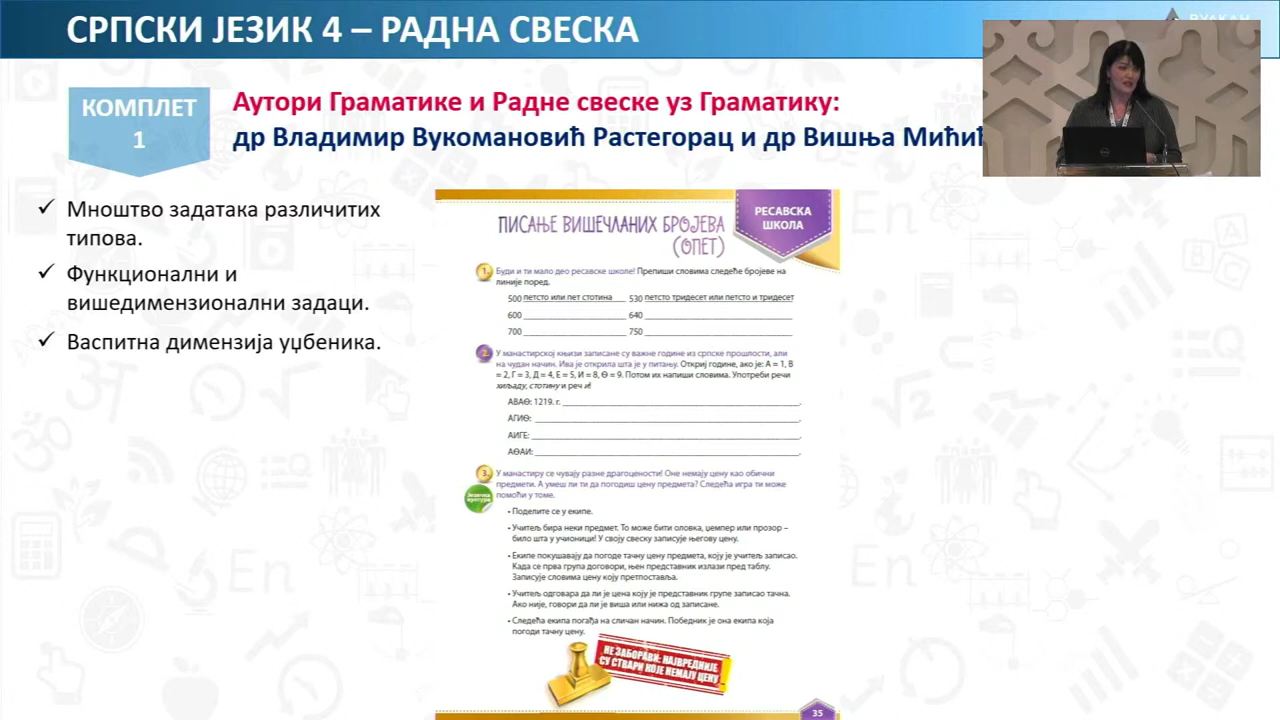 СРПСКИ ЈЕЗИК 4 – РАДНА СВЕСКА
КОМПЛЕТ
1
Аутори Граматике и Радне свеске уз Граматику:
др Владимир Вукомановић Растегорац и др Вишња Мићић
Мноштво задатака различитих
типова.
Функционални и
вишедимензионални задаци.
Васпитна димензија уџбеника.
РЕСАВСКА
ШКОЛА
ПИСАЊЕ ВИШЕЧЛАНИХ БРОЈЕВА
(ОПЕТ)
1. Буди и ти мало део ресавске школе! Препиши словима следеће бројеве на
линије поред.
500 петсто или пет стотина 530 петсто тридесет или петсто и тридесет
600 640
700 750
2. У манастирској књизи записане су важне године из српске прошлости, али
на чудан начин. Ива је открила шта је у питању. Откриј године, ако је: А = 1, В
= 2, Г = 3, Д = 4, Е = 5, И = 8, Θ = 9. Потом их напиши словима. Употреби речи
хиљаду, стотину и реч и!
АВАΘ: 1219. г.
АГИΘ:
АИГЕ:
АΘАИ:
3. У манастиру се чувају разне драгоцености! Оне немају цену као обични
предмети. А умеш ли ти да погодиш цену предмета? Следећа игра ти може
помоћи у томе.
• Поделите се у екипе.
• Учитељ бира неки предмет. То може бити оловка, џемпер или прозор –
било шта у учионици! У своју свеску записује његову цену.
• Екипе покушавају да погоде тачну цену предмета, коју је учитељ записао.
Када се прва група договори, њен представник излази пред таблу.
Записује словима цену коју претпоставља.
• Учитељ одговара да ли је цена коју је представник групе записао тачна.
Ако није, говори да ли је виша или нижа од записане.
• Следећа екипа погађа на сличан начин. Победник је она екипа која
погоди тачну цену.
НЕ ЗАБОРАВИ: НАЈВРЕДНИЈЕ
СУ СТВАРИ КОЈЕ НЕМАЈУ ЦЕНУ
35